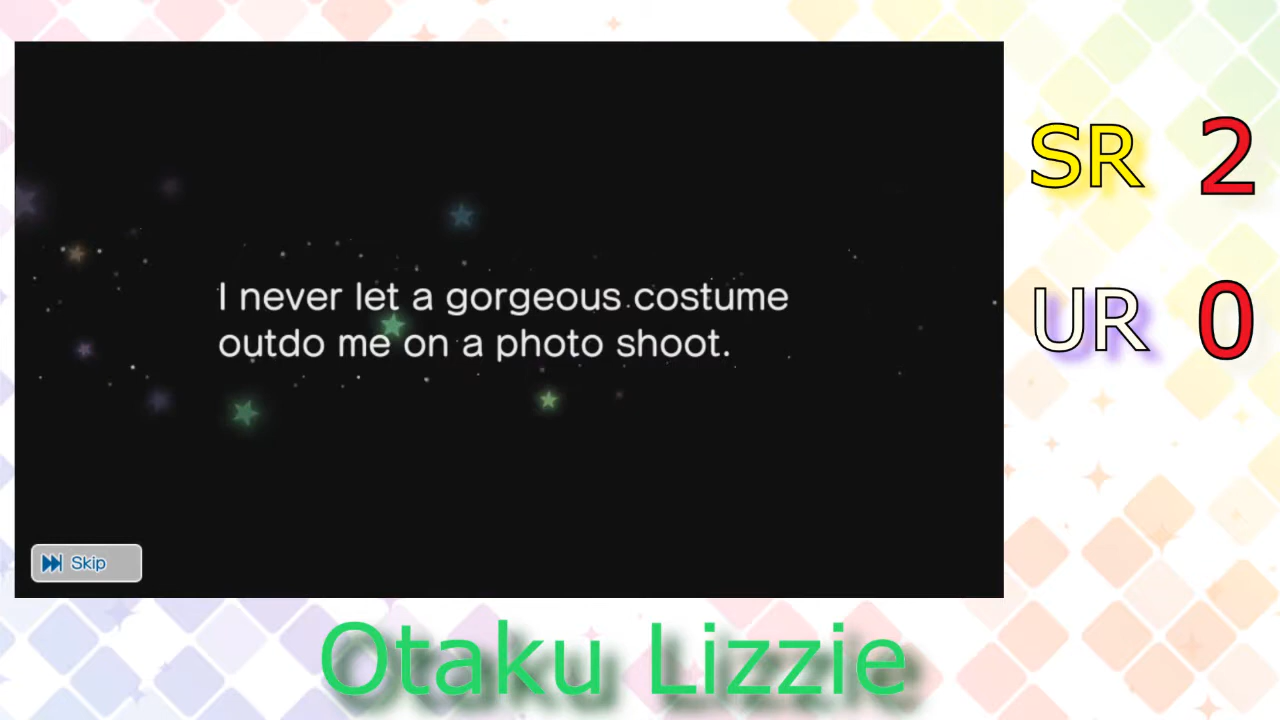 I never let a gorgeous costume
outdo me on a photo shoot.
Skip
SR 2
UR 0
Otaku Lizzie